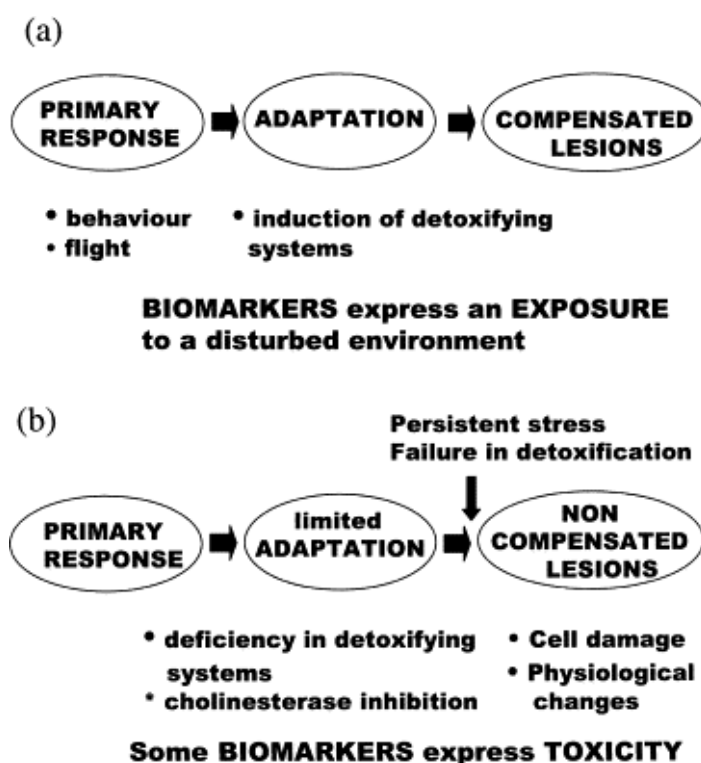 (a)
PRIMARY
RESPONSE
ADAPTATION
COMPENSATED
LESIONS
• behaviour
• flight
• induction of detoxifying
systems
BIOMARKERS express an EXPOSURE
to a disturbed environment
(b)
Persistent stress
Failure in detoxification
PRIMARY
RESPONSE
limited
ADAPTATION
NON
COMPENSATED
LESIONS
• deficiency in detoxifying
systems
* cholinesterase inhibition
• Cell damage
• Physiological
changes
Some BIOMARKERS express TOXICITY